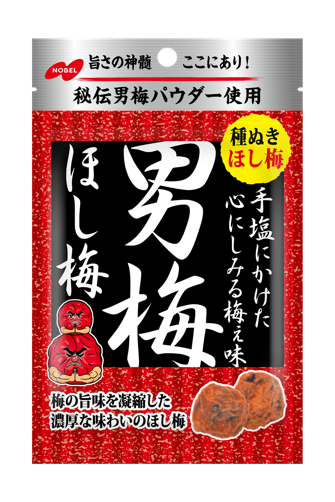 NOBEL
旨さの神髄 ここにあり!
秘伝男梅パウダー使用
種ぬき
ほし梅
手塩にかけた
心にしみる梅ぇ味
男梅
ほし梅
梅の旨味を凝縮した
濃厚な味わいのほし梅